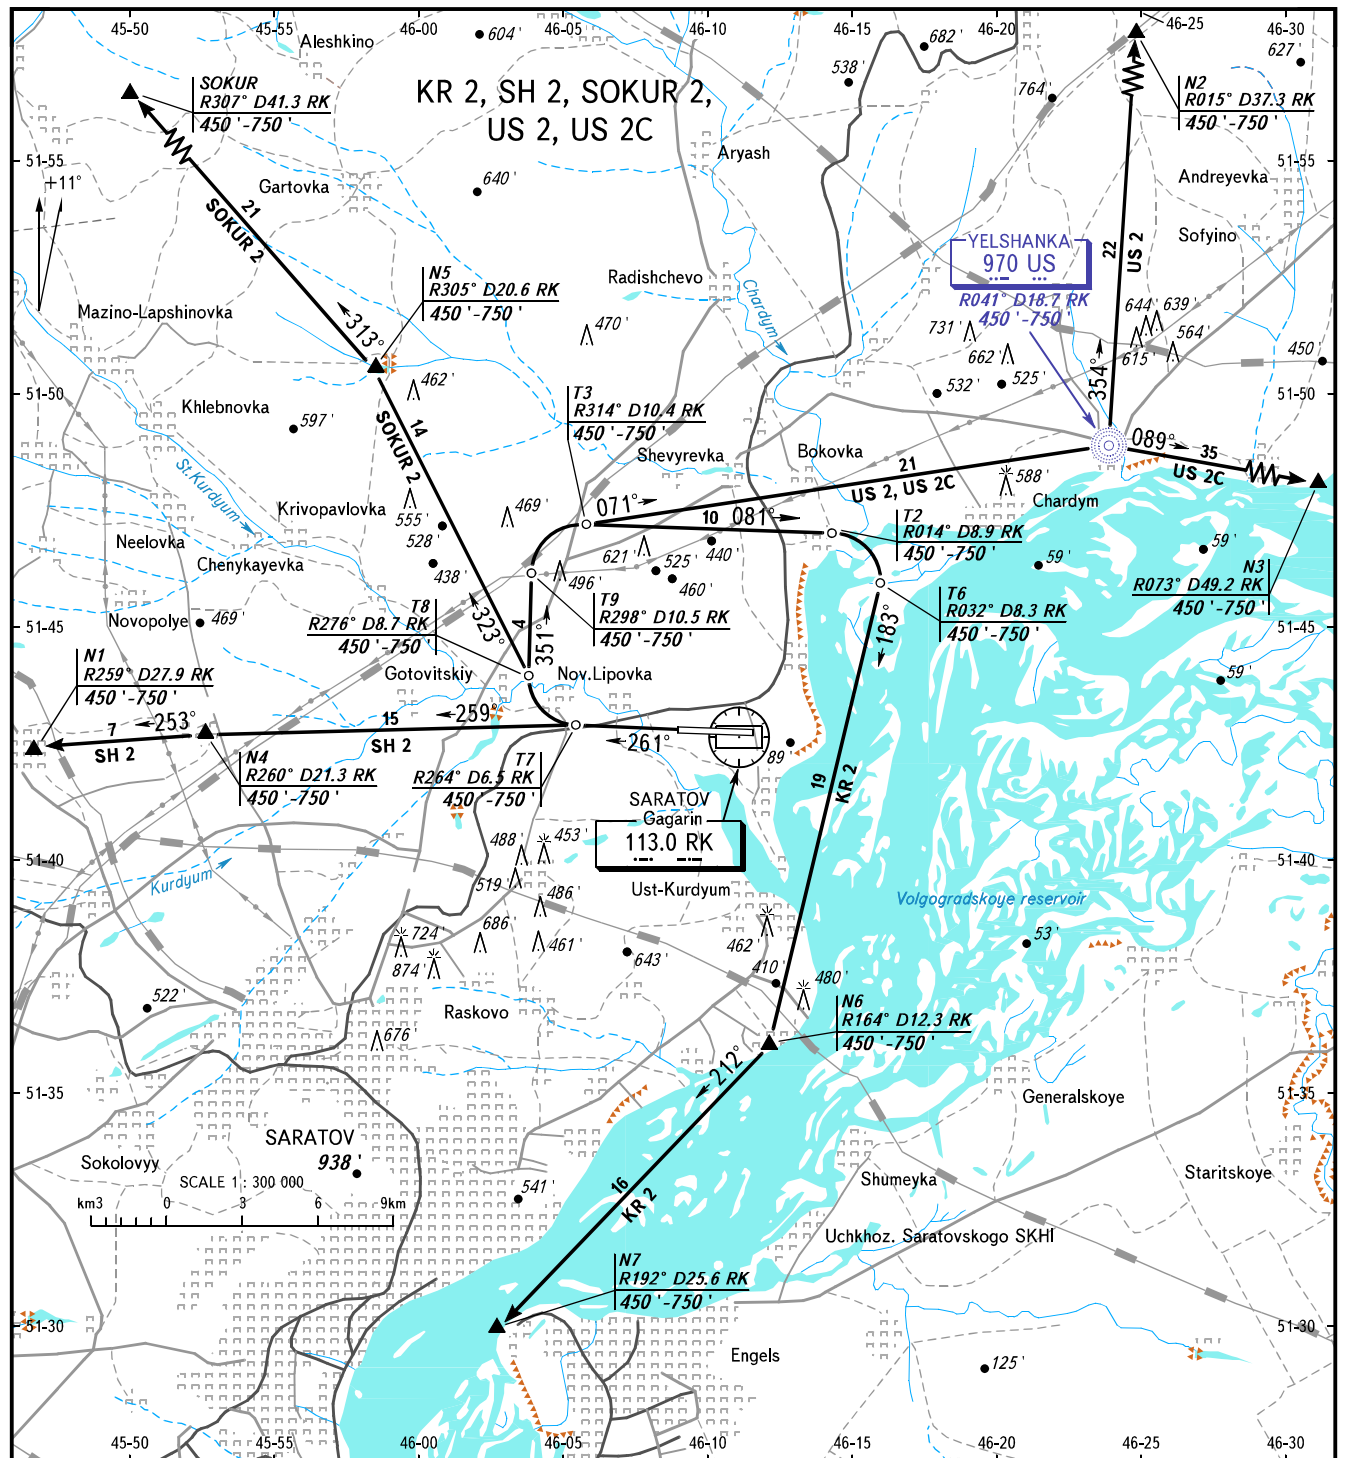 45-50
45-55
46-00
46-05
46-10
46-15
46-20
46-25
46-30
Aleshkino
604'
682'
538'
764'
627'
KR 2, SH 2, SOKUR 2,
US 2, US 2C
SOKUR
R307° D41.3 RK
450'-750'
N2
R015° D37.3 RK
450'-750'
51-55
51-55
+11°
Gartovka
640'
Aryash
Andreyevka
Sofyino
21
SOKUR 2
22
US 2
YELSHANKA
970 US
R041° D18.7 RK
450'-750'
Radishchevo
Chardym
N5
R305° D20.6 RK
450'-750'
Mazino-Lapshinovka
313°
470'
731'
662'
644'
639'
615'
564'
450'
354°
51-50
51-50
462'
532'
525'
Khlebnovka
597'
T3
R314° D10.4 RK
450'-750'
14
SOKUR 2
St.Kurdyum
Shevyrevka
Bokovka
089°
35
US 2C
21
US 2, US 2C
588'
Chardym
Krivopavlovka
555'
469'
071°
10
081°
T2
R014° D8.9 RK
450'-750'
Neelovka
528'
621'
525'
440'
460'
59'
59'
Chenykayevka
438'
496'
N3
R073° D49.2 RK
450'-750'
T8
R276° D8.7 RK
450'-750'
323°
4
351°
T9
R298° D10.5 RK
450'-750'
T6
R032° D8.3 RK
450'-750'
183°
Novopolye
469'
51-45
51-45
N1
R259° D27.9 RK
450'-750'
Gotovitskiy
Nov.Lipovka
59'
7
253°
SH 2
15
259°
SH 2
261°
89'
N4
R260° D21.3 RK
450'-750'
T7
R264° D6.5 RK
450'-750'
19
KR 2
SARATOV
Gagarin
113.0 RK
488'
453'
51-40
51-40
Kurdyum
519'
486'
Ust-Kurdyum
Volgogradskoye reservoir
724'
686'
461'
462'
53'
874'
643'
410'
480'
522'
Raskovo
N6
R164° D12.3 RK
450'-750'
676'
212°
51-35
51-35
Generalskoye
SARATOV
938'
Sokolovyy
SCALE 1 : 300 000
km3
0
3
6
9km
541'
16
KR 2
Shumeyka
Staritskoye
Uchkhoz. Saratovskogo SKHI
N7
R192° D25.6 RK
450'-750'
51-30
51-30
Engels
125'
45-50
45-55
46-00
46-05
46-10
46-15
46-20
46-25
46-30